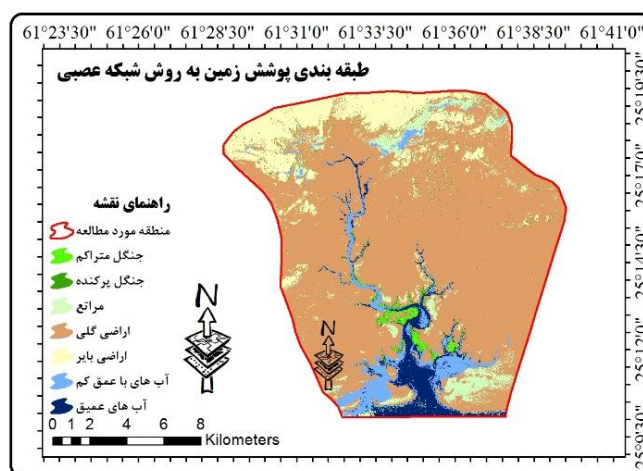 61°23'30"E 61°26'0"E 61°28'30"E 61°31'0"E 61°33'30"E 61°36'0"E 61°38'30"E 61°41'0"E
طبقه بندی پوشش زمین به روش شبکه عصبی
25°19'30"N
25°17'0"N
25°14'30"N
25°12'0"N
25°9'30"N
راهنمای نقشه
منطقه مورد مطالعه
جنگل متراکم
جنگل پرکنده
مراتع
اراضی گلی
اراضی بایر
آب های با عمق کم
آب های عمیق
N
N
0 1 2 4 6 8
Kilometers